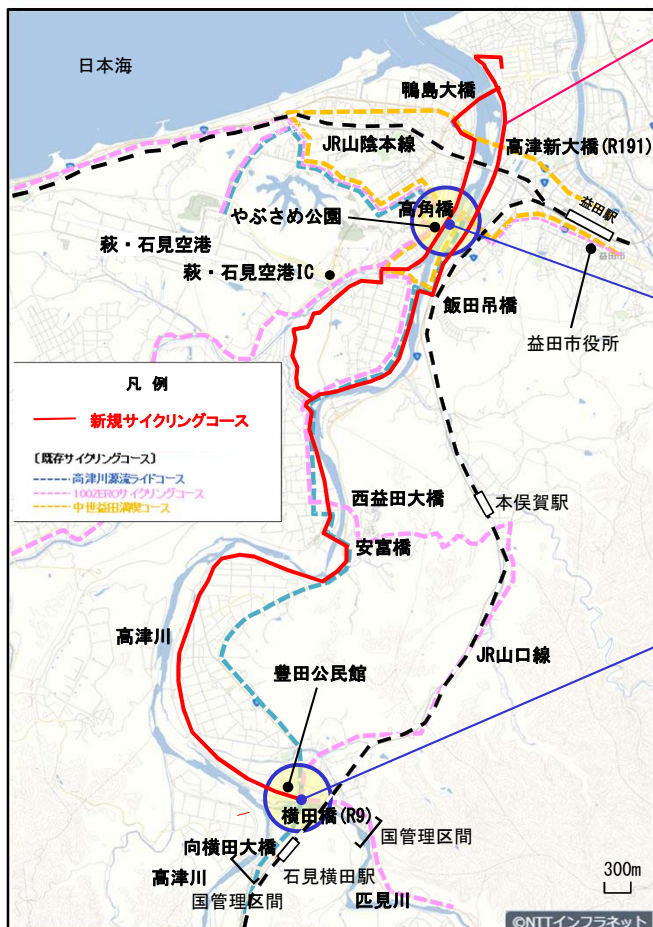 日本海
鴨島大橋
JR山陰本線
高津新大橋(R191)
やぶさめ公園
高角橋
益田駅
益田市
萩・石見空港
萩・石見空港IC
飯田吊橋
益田市役所
凡 例
新規サイクリングコース
〔既存サイクリングコース〕
高津川源流ライドコース
100ZEROサイクリングコース
中世益田満喫コース
西益田大橋
本俣賀駅
安富橋
高津川
JR山口線
豊田公民館
横田橋(R9)
国管理区間
向横田大橋
石見横田駅
高津川
国管理区間
匹見川
300m
©NTTインフラネット